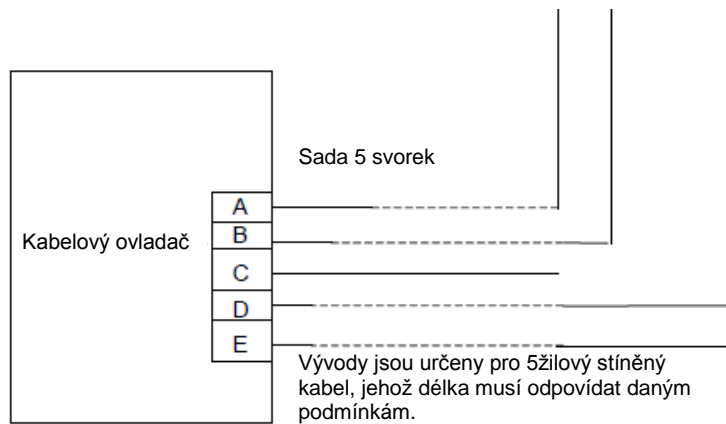 Sada 5 svorek
A
Kabelový ovladač
B
C
D
E
Vývody jsou určeny pro 5žilový stíněný
kabel, jehož délka musí odpovídat daným
podmínkám.